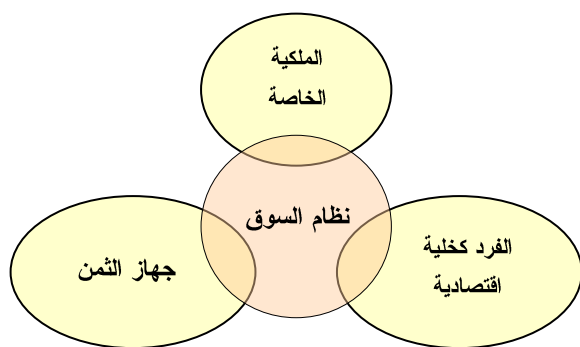 الملكية
الخاصة
نظام السوق
الفرد كخلية
اقتصادية
جهاز الثمن